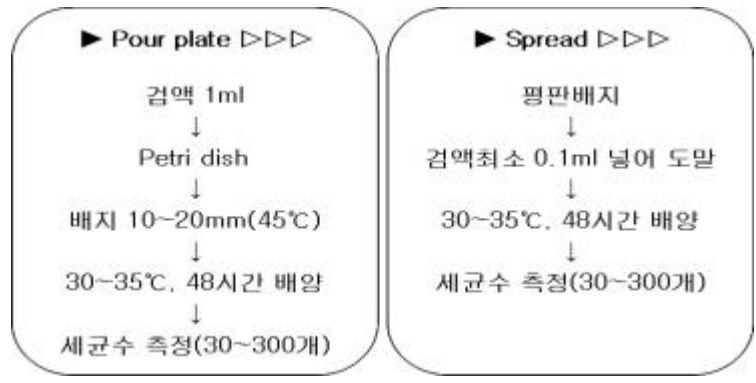 ▶ Pour plate ▷▷▷
검액 1ml
↓
Petri dish
↓
배지 10~20mm(45℃)
↓
30~35℃, 48시간 배양
↓
세균수 측정(30~300개)
▶ Spread ▷▷▷
평판배지
↓
검액최소 0.1ml 넣어 도말
↓
30~35℃, 48시간 배양
↓
세균수 측정(30~300개)